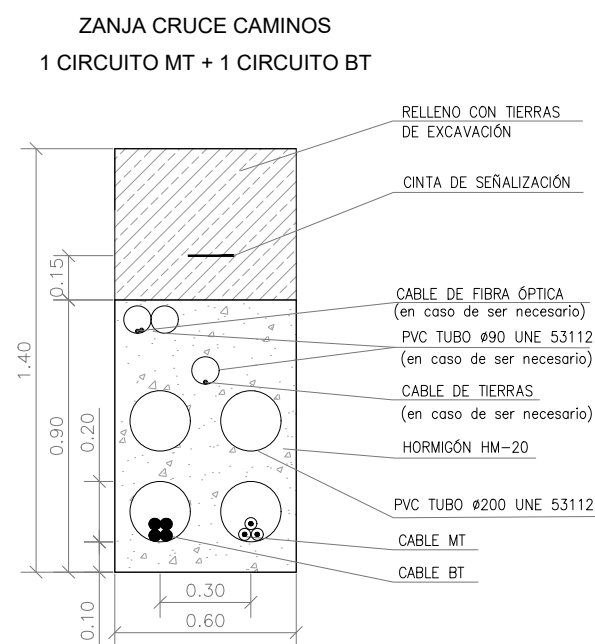 ZANJA CRUCE CAMINOS
1 CIRCUITO MT + 1 CIRCUITO BT
RELLENO CON TIERRAS
DE EXCAVACIÓN
CINTA DE SEÑALIZACIÓN
CABLE DE FIBRA ÓPTICA
(en caso de ser necesario)
PVC TUBO ø90 UNE 53112
(en caso de ser necesario)
CABLE DE TIERRAS
(en caso de ser necesario)
HORMIGÓN HM-20
PVC TUBO ø200 UNE 53112
CABLE MT
CABLE BT
1.40
0.15
0.90
0.20
0.10
0.30
0.60